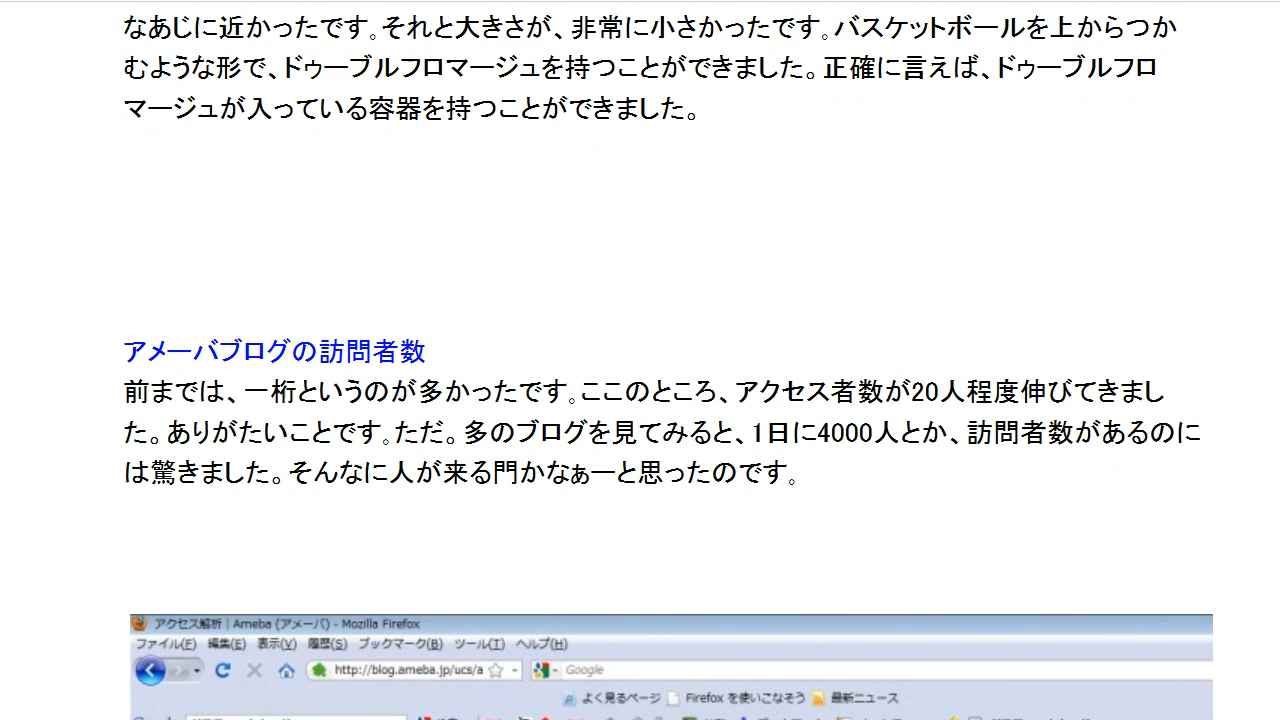 なあじに近かったです。それと大きさが、非常に小さかったです。バスケットボールを上からつか
むような形で、ドゥーブルフロマージュを持つことができました。正確に言えば、ドゥーブルフロ
マージュが入っている容器を持つことができました。
アメーバブログの訪問者数
前までは、一桁というのが多かったです。ここのところ、アクセス者数が20人程度伸びてきまし
た。ありがたいことです。ただ。多のブログを見てみると、1日に4000人とか、訪問者数があるのに
は驚きました。そんなに人が来る門かなぁーと思ったのです。
アクセス解析 | Ameba (アメーバ) - Mozilla Firefox
ファイル(F) 編集(E) 表示(V) 履歴(S) ブックマーク(B) ツール(T) ヘルプ(H)
http://blog.ameba.jp/ucs/a Google
よく見るページ Firefox を使いこなそう 最新ニュース